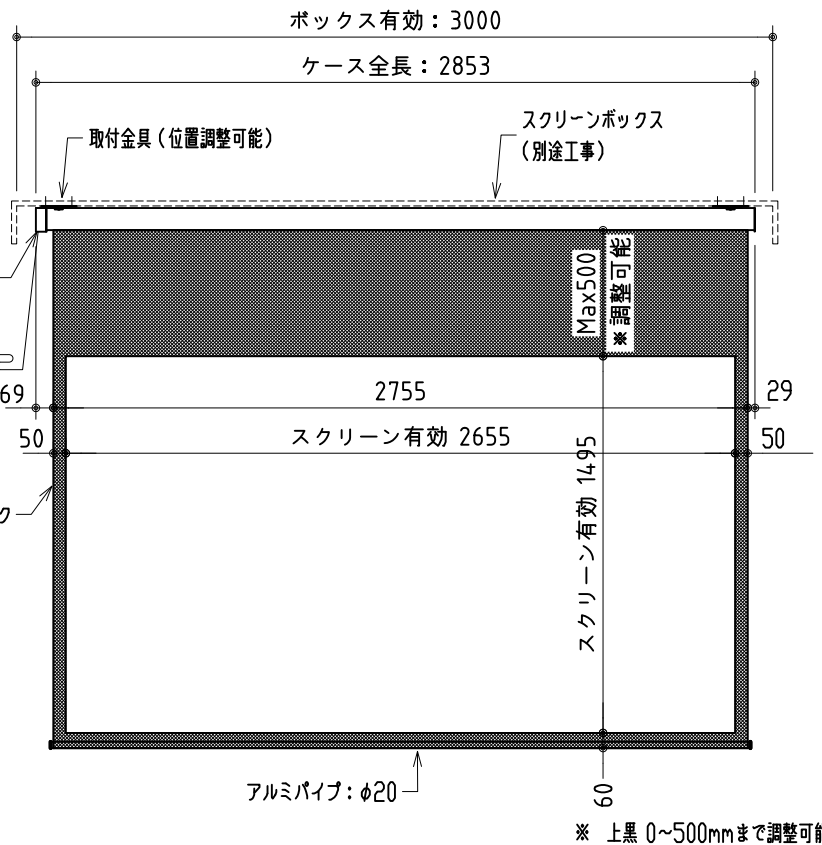 ボックス有効：3000
ケース全長：2853
取付金具（位置調整可能）
スクリーンボックス
（別途工事）
Max500
※調整可能
69
2755
29
50
スクリーン有効 2655
50
スクリーン有効 1495
ク
アルミパイプ：φ20
60
※ 上黒 0~500mmまで調整可能